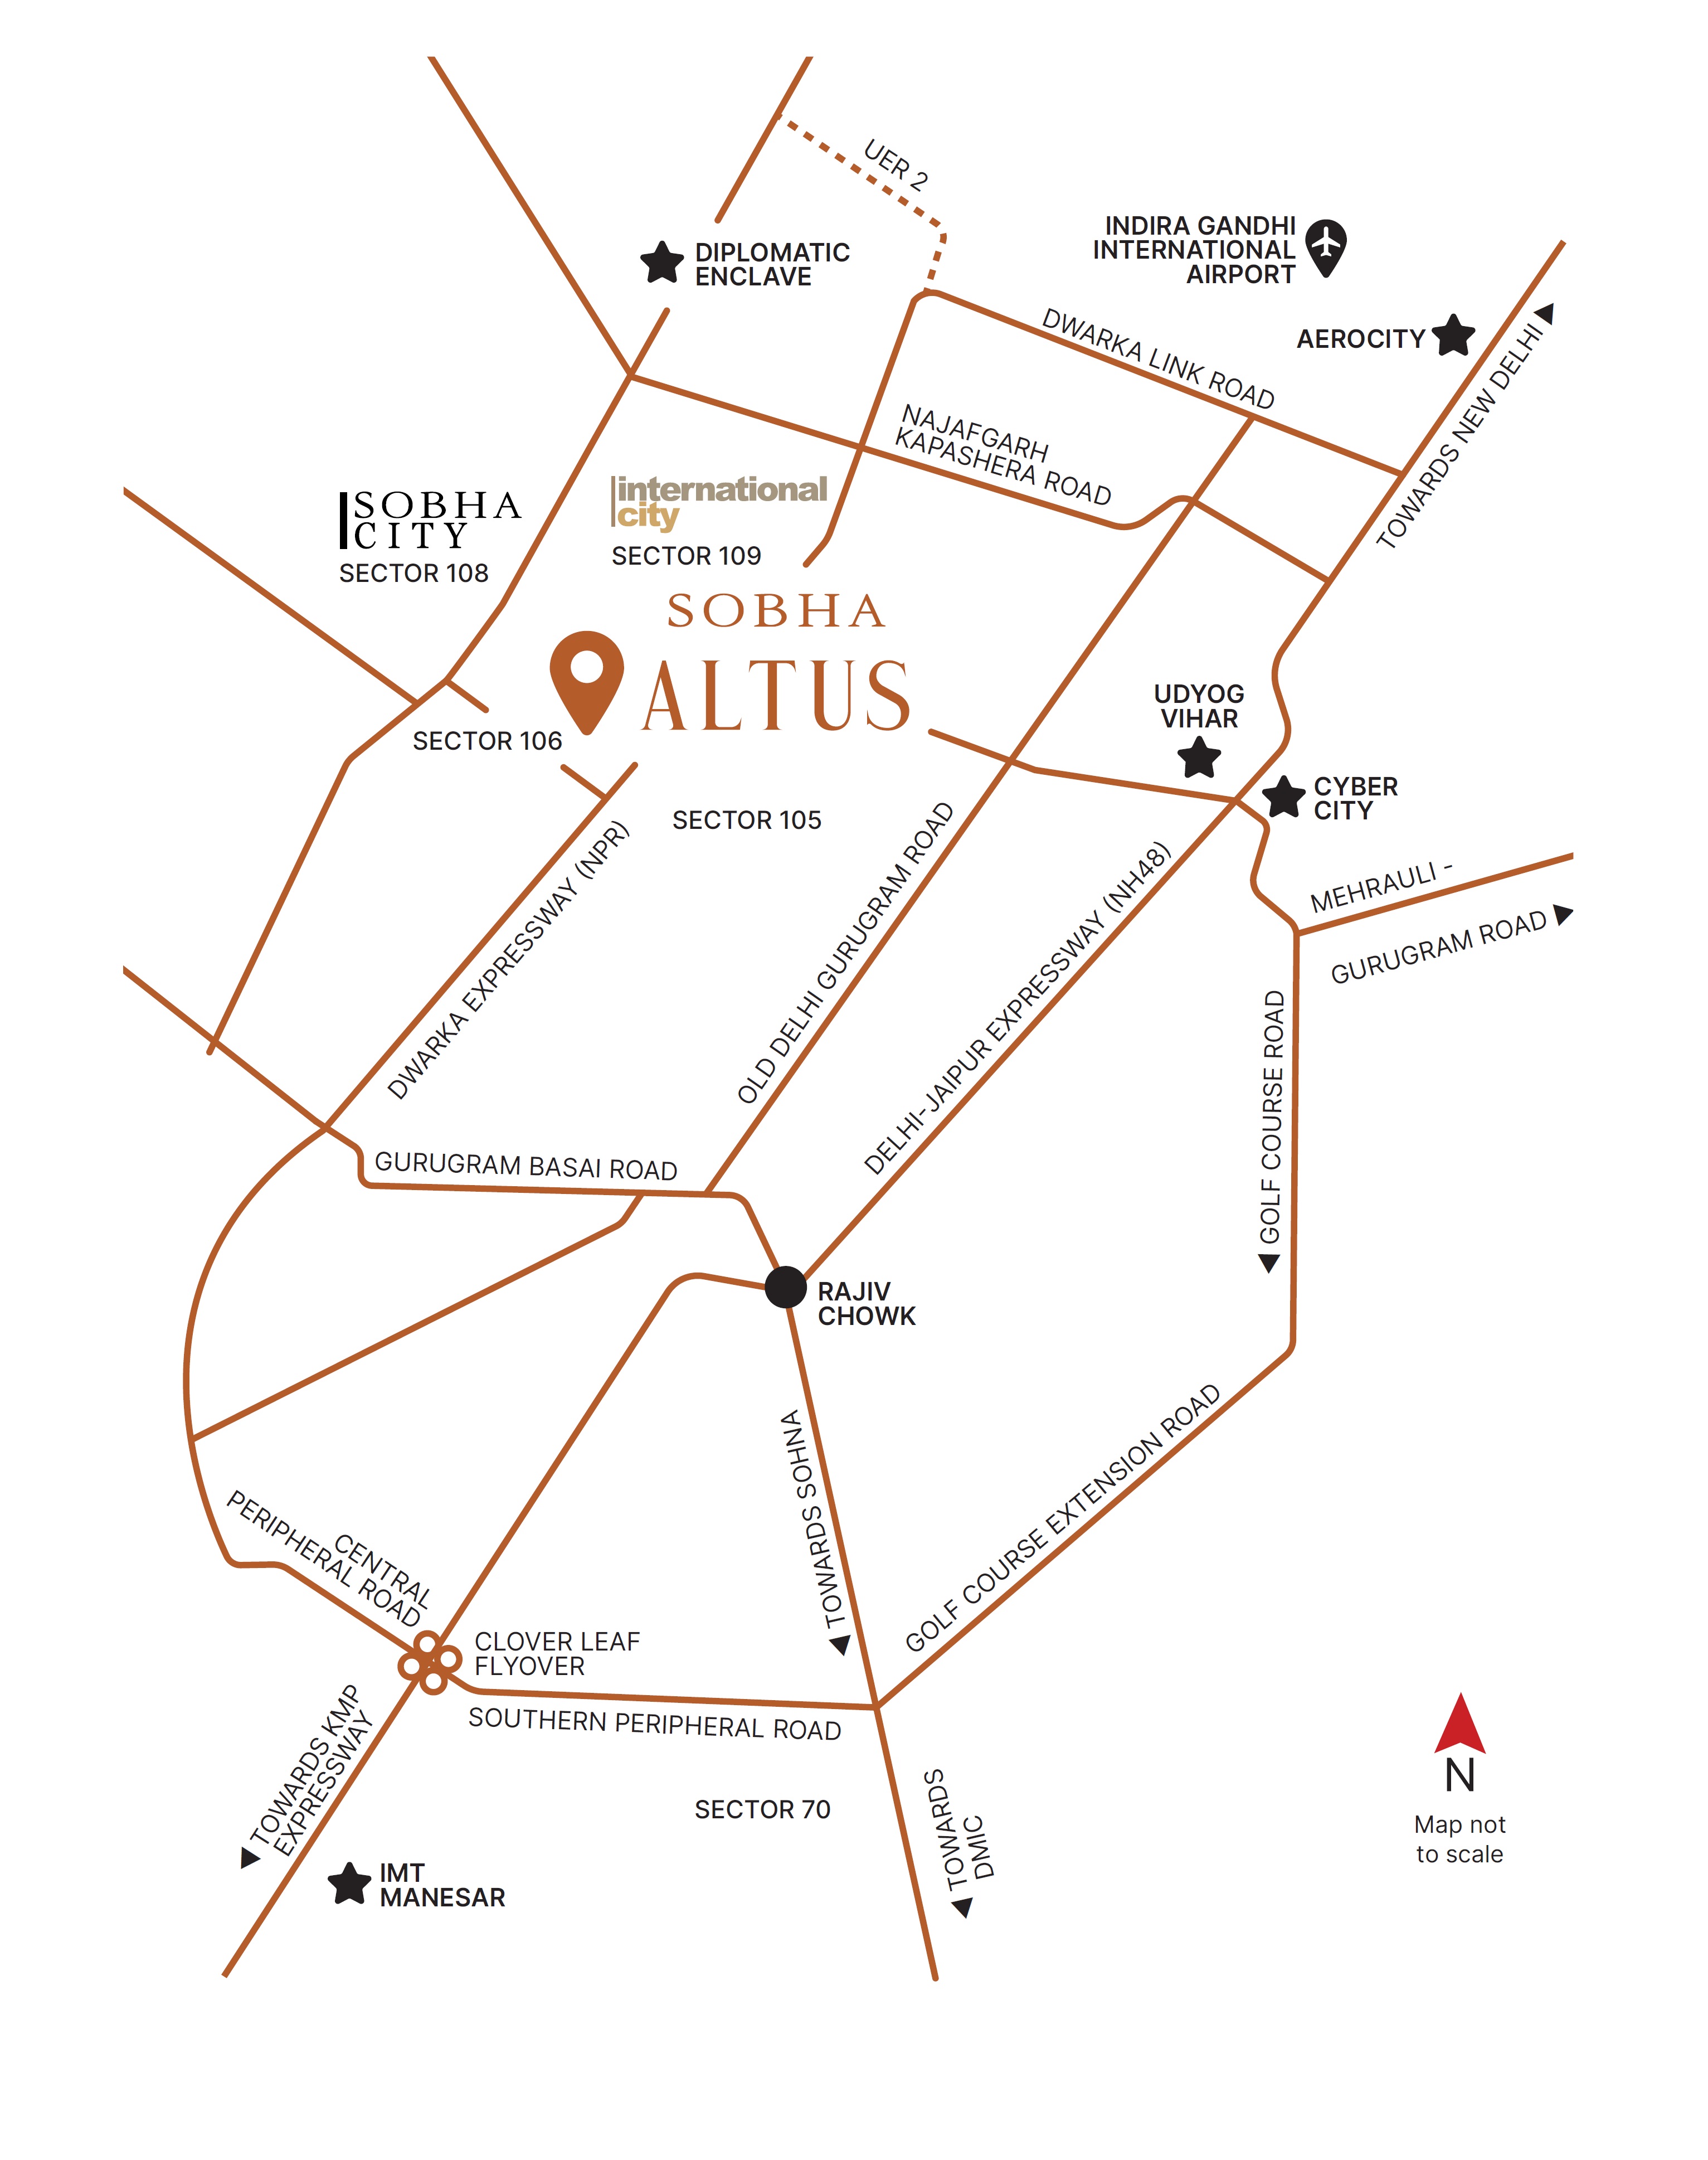 UER 2
INDIRA GANDHI
INTERNATIONAL
AIRPORT
DIPLOMATIC
ENCLAVE
AEROCITY
DWARKA LINK ROAD
TOWARDS NEW DELHI
NAJAFGARH
KAPASHERA ROAD
SOBHA
CITY
SECTOR 108
international
city
SECTOR 109
SOBHA
ALTUS
SECTOR 106
UDYOG
VIHAR
CYBER
CITY
SECTOR 105
MEHRAULI -
GURUGRAM ROAD
DWARKA EXPRESSWAY (NPR)
OLD DELHI GURUGRAM ROAD
DELHI-JAIPUR EXPRESSWAY (NH48)
GOLF COURSE ROAD
GURUGRAM BASAI ROAD
RAJIV
CHOWK
TOWARDS SOHNA
GOLF COURSE EXTENSION ROAD
CENTRAL
PERIPHERAL ROAD
CLOVER LEAF
FLYOVER
SOUTHERN PERIPHERAL ROAD
TOWARDS KMP
EXPRESSWAY
SECTOR 70
TOWARDS
DMIC
IMT
MANESAR
N
Map not
to scale